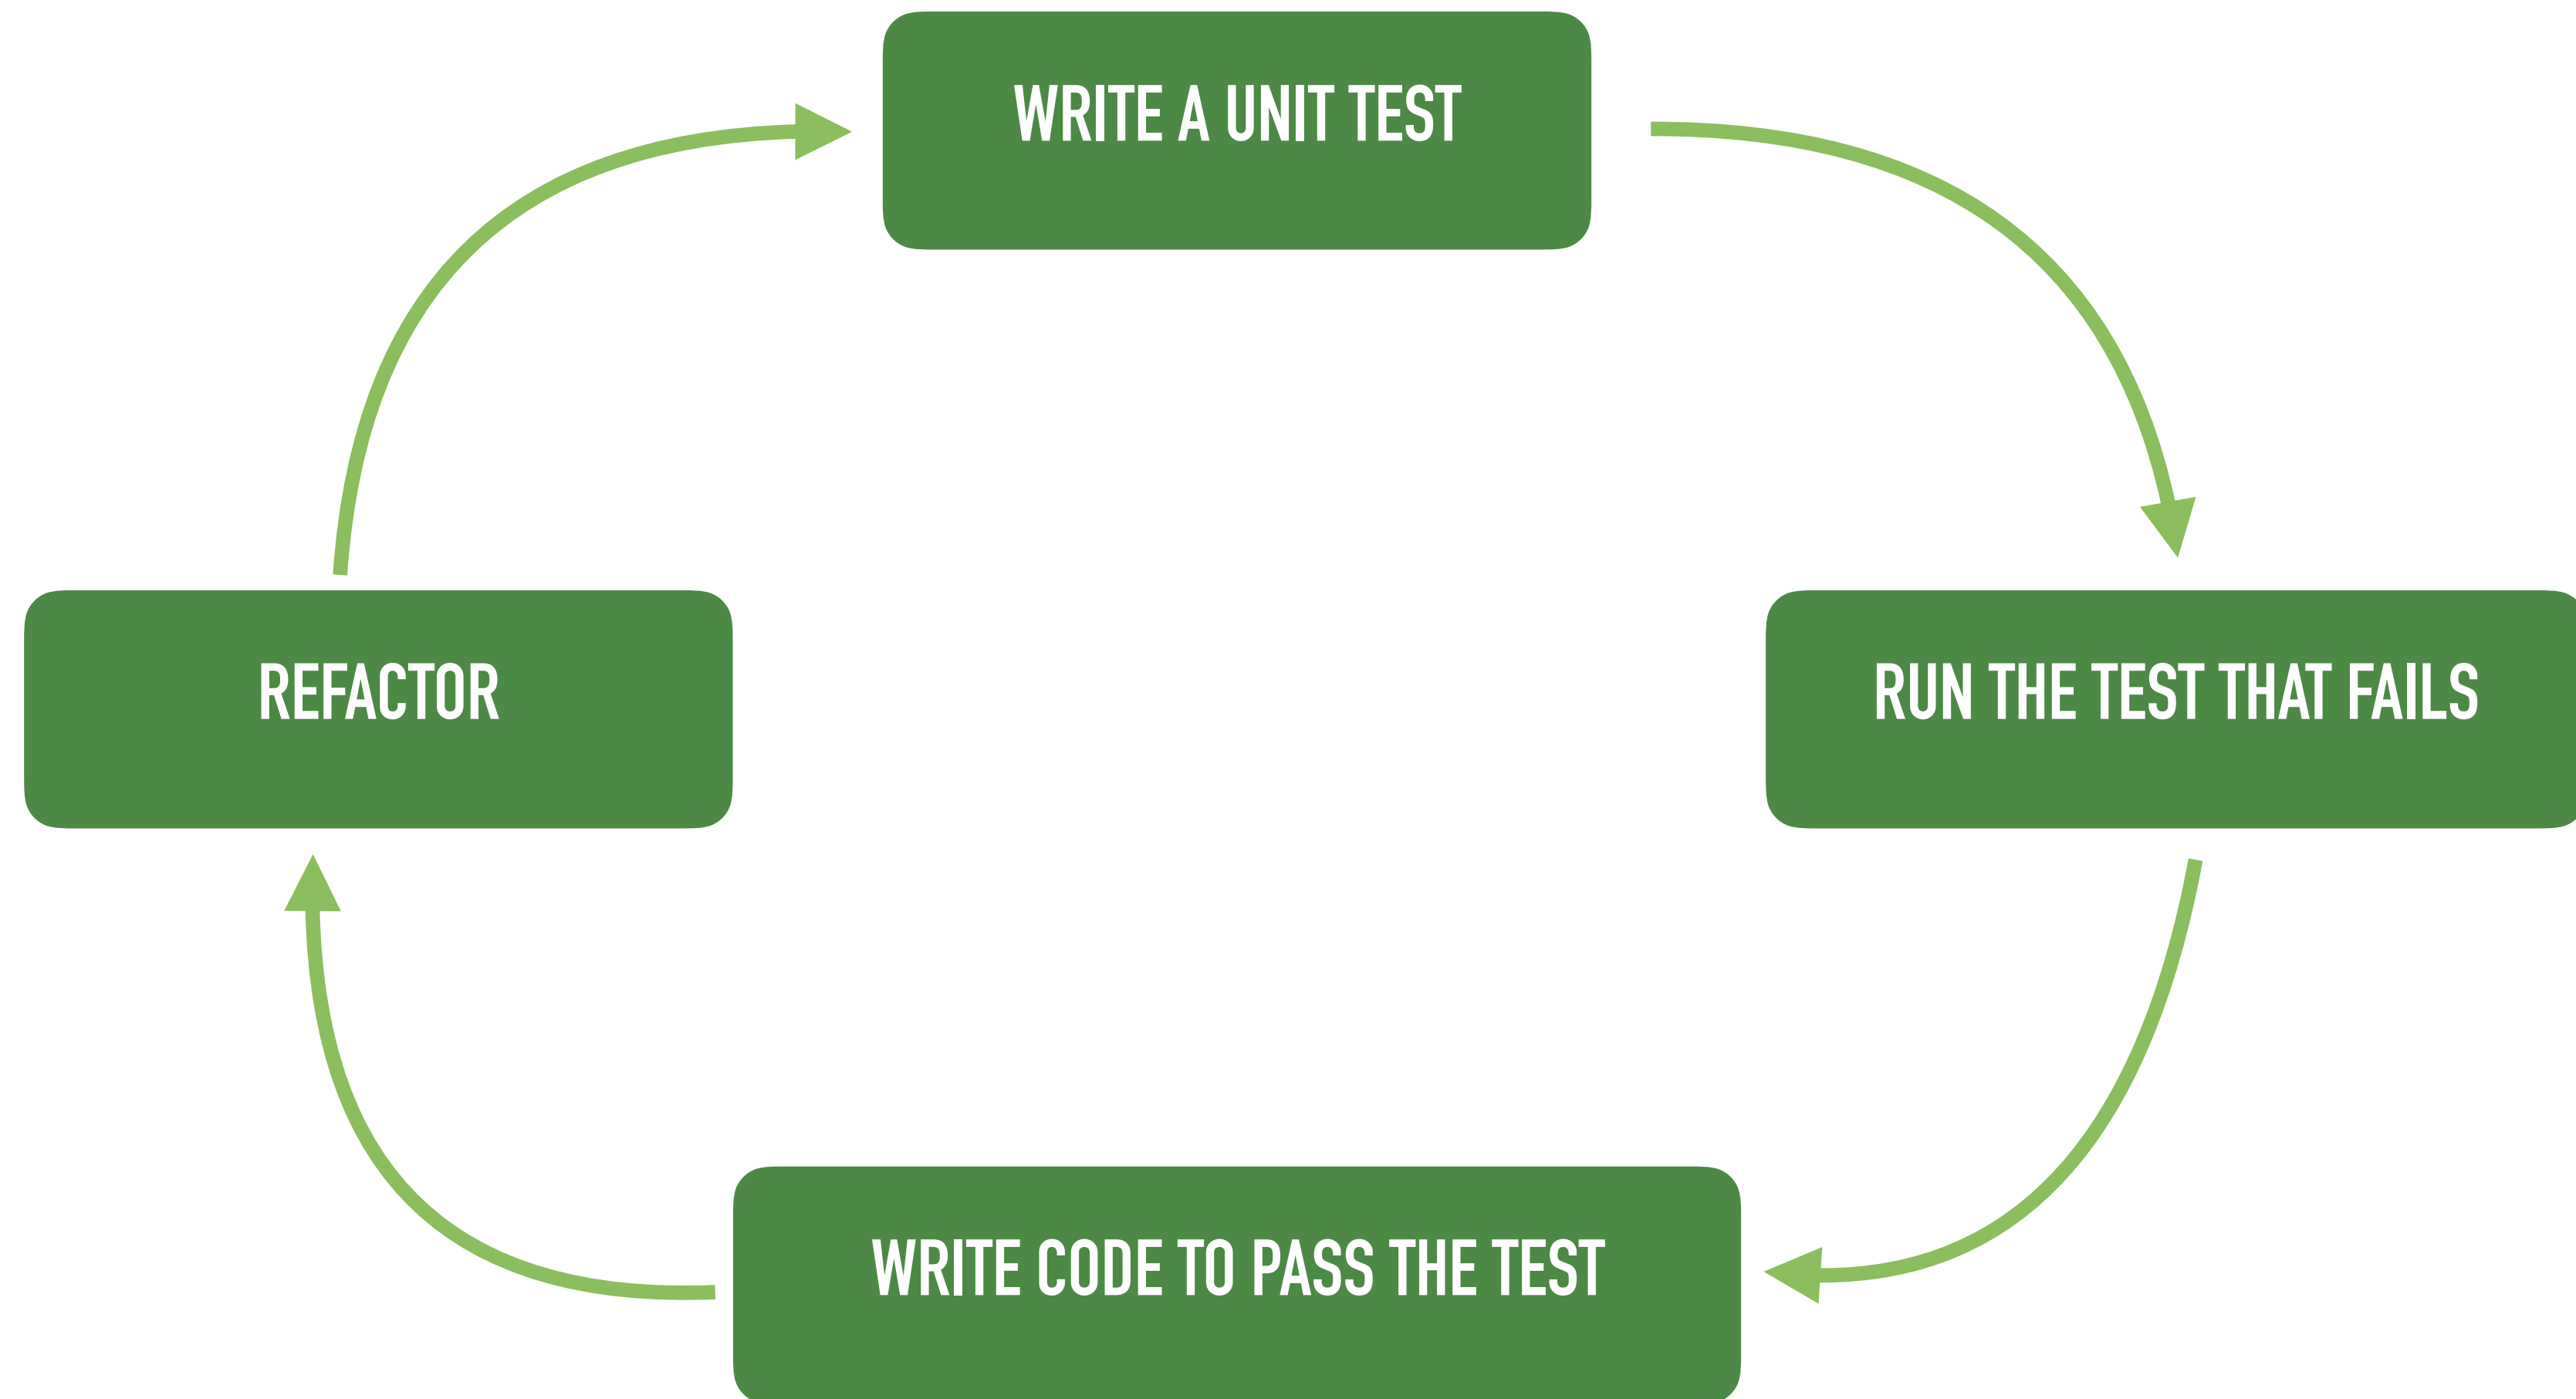 WRITE A UNIT TEST
REFACTOR
RUN THE TEST THAT FAILS
WRITE CODE TO PASS THE TEST